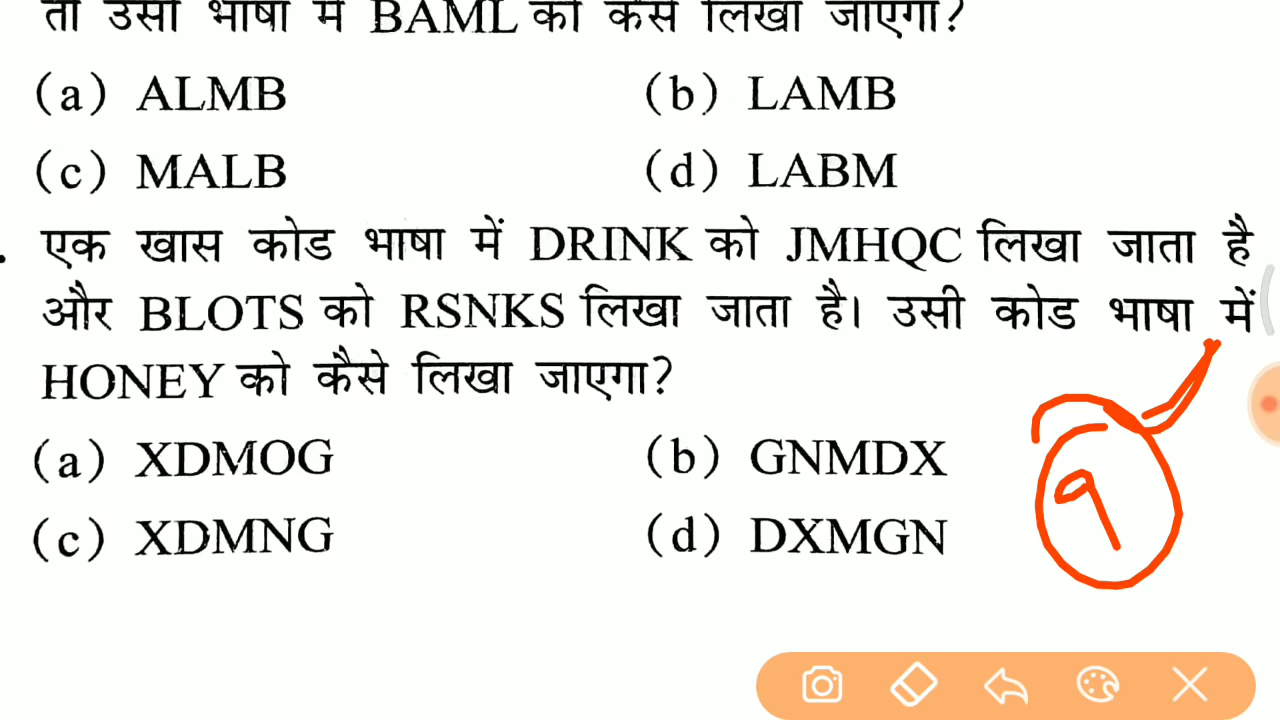 तो उसी भाषा में BAML को कैसे लिखा जाएगा?
(a) ALMB (b) LAMB
(c) MALB (d) LABM
. एक खास कोड भाषा में DRINK को JMHQC लिखा जाता है
और BLOTS को RSNKS लिखा जाता है। उसी कोड भाषा में
HONEY को कैसे लिखा जाएगा?
(a) XDMOG (b) GNMDX
(c) XDMNG (d) DXMGN